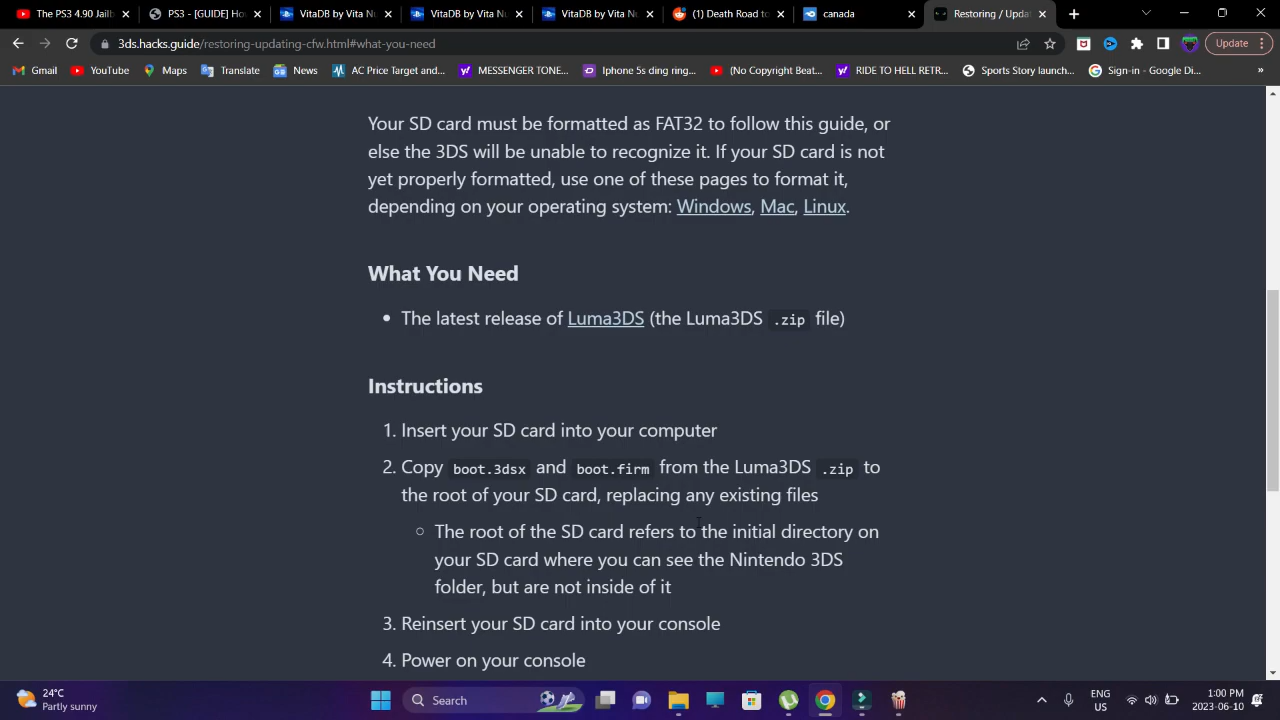 The PS3 4.90 Jailb
PS3 - [GUIDE] Ho
VitaDB by Vita Nu
VitaDB by Vita Nu
VitaDB by Vita Nu
(1) Death Road to
canada
Restoring / Upda
3ds.hacks.guide/restoring-updating-cfw.html#what-you-need
Update
Gmail
YouTube
Maps
Translate
News
AC Price Target and...
MESSENGER TONE...
Iphone 5s ding ring...
(No Copyright Beat...
RIDE TO HELL RETR...
Sports Story launch...
Sign-in - Google Di...
»
Your SD card must be formatted as FAT32 to follow this guide, or
else the 3DS will be unable to recognize it. If your SD card is not
yet properly formatted, use one of these pages to format it,
depending on your operating system: Windows, Mac, Linux.
What You Need
• The latest release of Luma3DS (the Luma3DS .zip file)
Instructions
1. Insert your SD card into your computer
2. Copy boot.3dsx and boot.firm from the Luma3DS .zip to
the root of your SD card, replacing any existing files
The root of the SD card refers to the initial directory on
your SD card where you can see the Nintendo 3DS
folder, but are not inside of it
3. Reinsert your SD card into your console
4. Power on your console
24°C
Partly sunny
Search
ENG
US
1:00 PM
2023-06-10